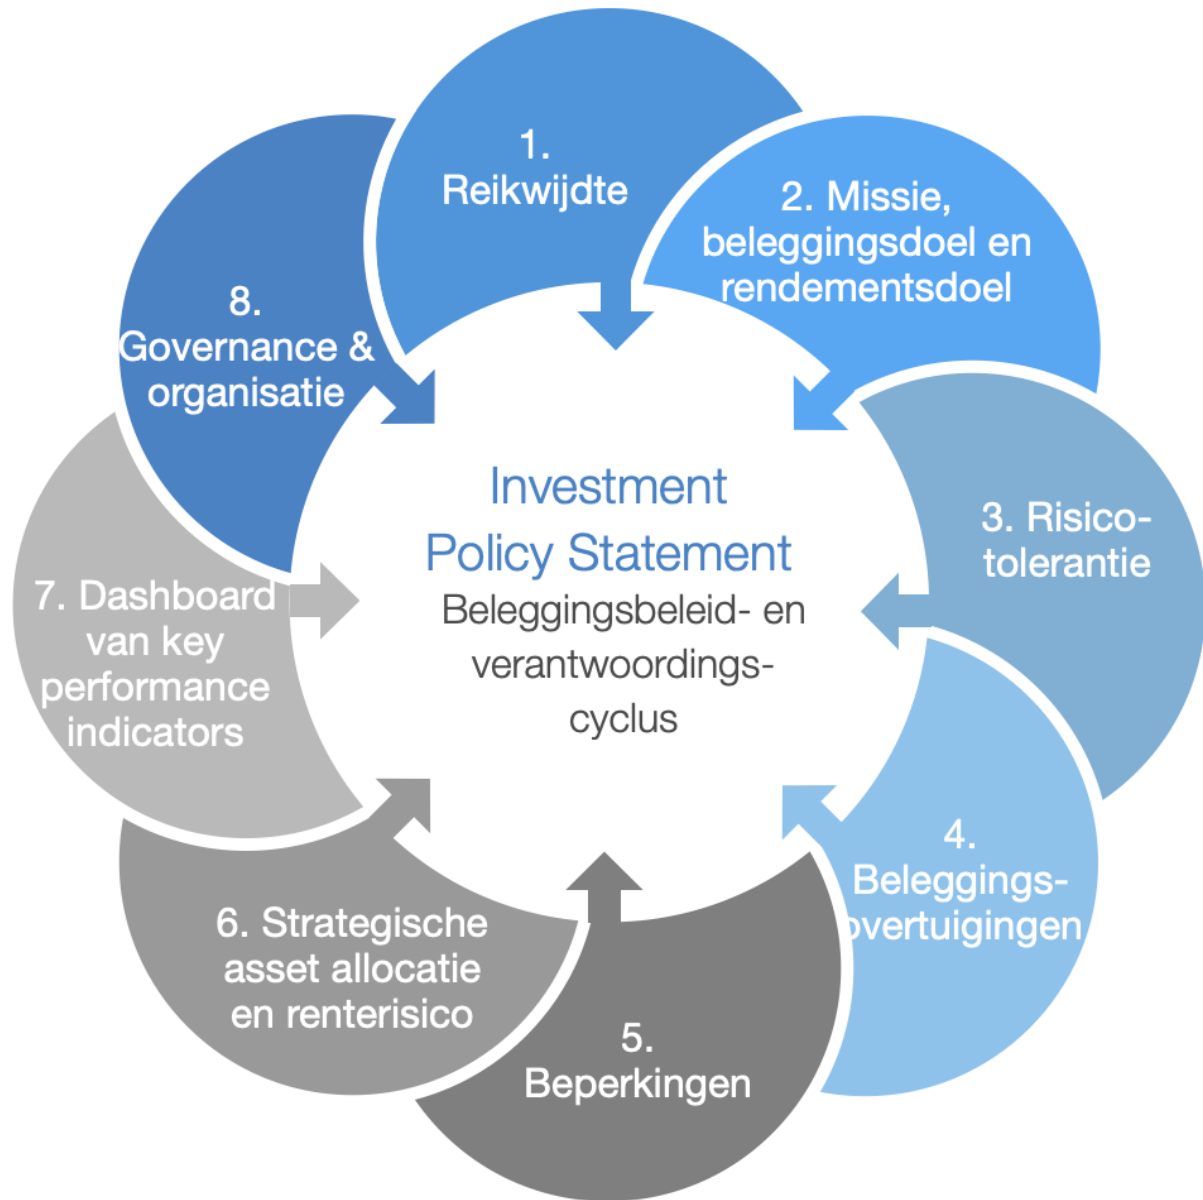 1.
Reikwijdte
2. Missie,
beleggingsdoel en
rendementsdoel
3. Risico-
tolerantie
4.
Beleggings-
overtuigingen
5.
Beperkingen
6. Strategische
asset allocatie
en renterisico
7. Dashboard
van key
performance
indicators
8.
Governance &
organisatie
Investment
Policy Statement
Beleggingsbeleid- en
verantwoordings-
cyclus